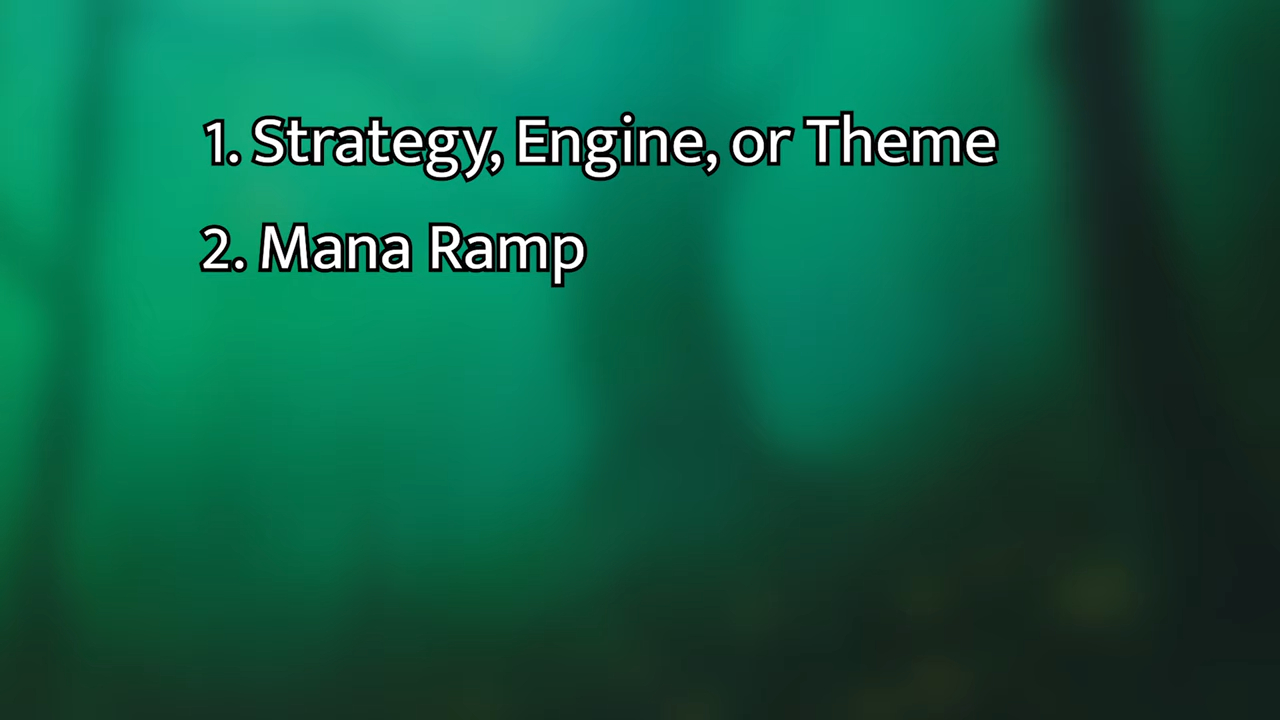 1. Strategy, Engine, or Theme
2. Mana Ramp